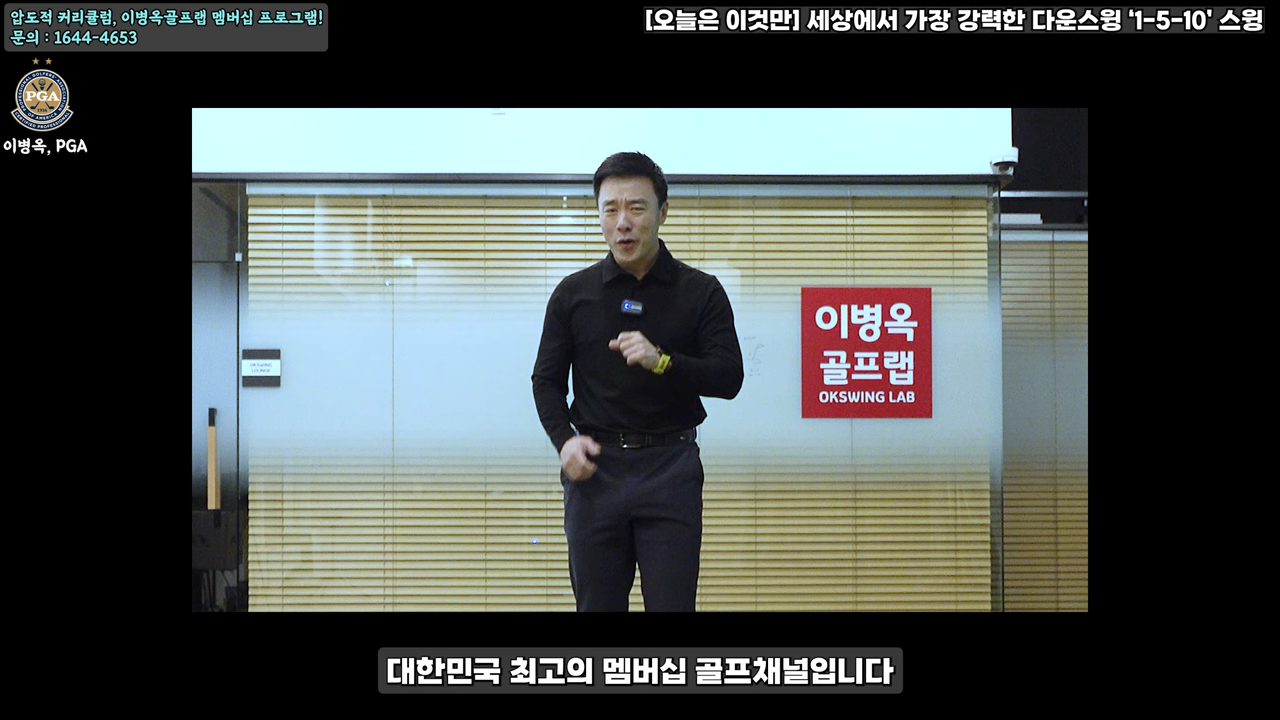 압도적 커리큘럼, 이병옥골프랩 멤버십 프로그램!
문의 : 1644-4653
[오늘은 이것만] 세상에서 가장 강력한 다운스윙 '1-5-10' 스윙
PGA
이병옥, PGA
이병옥
골프랩
OKSWING LAB
대한민국 최고의 멤버십 골프채널입니다